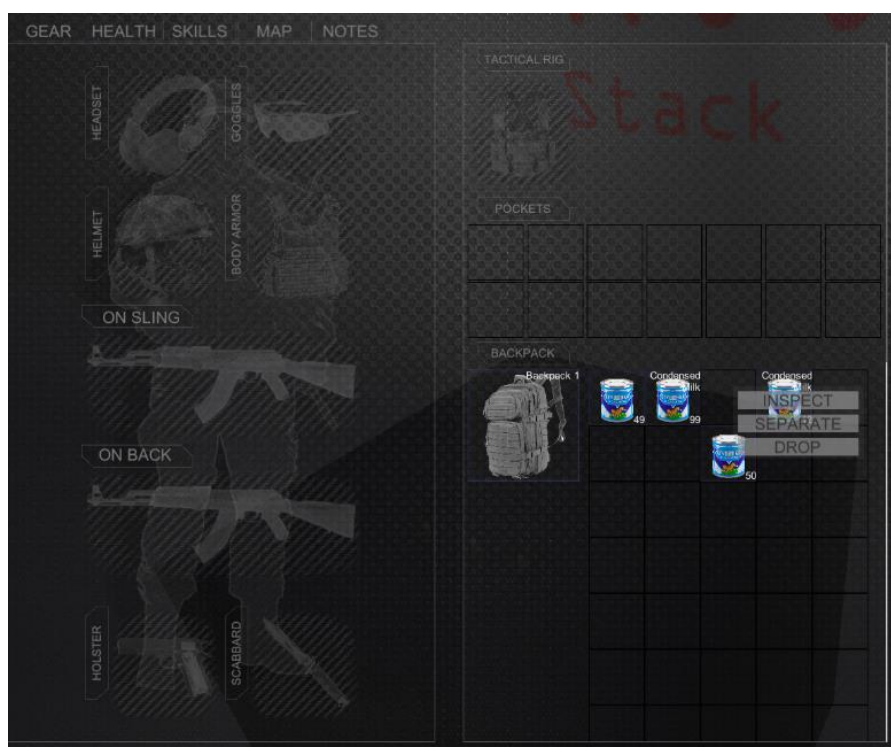 GEAR HEALTH SKILLS MAP NOTES
HEADSET
GOGGLES
HELMET
BODY ARMOR
ON SLING
ON BACK
HOLSTER
SCABBARD
TACTICAL RIG
Stack
POCKETS
BACKPACK
Backpack 1
49
Condensed
Milk
99
Condensed
50
INSPECT
SEPARATE
DROP